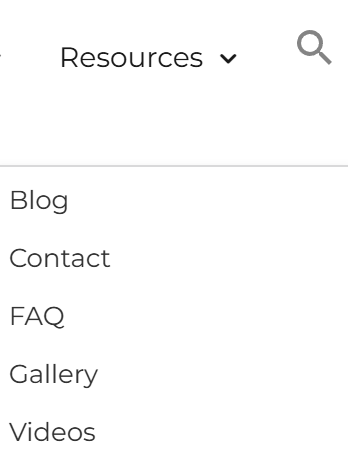 Resources
Blog
Contact
FAQ
Gallery
Videos